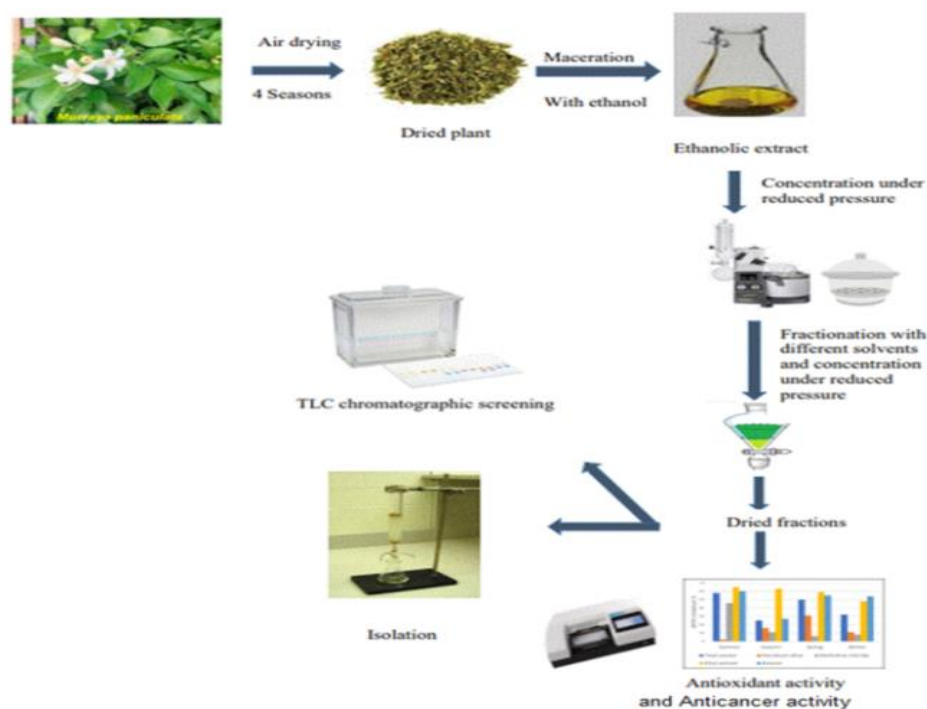 Air drying
4 Seasons
Murraya paniculata
Dried plant
Maceration
With ethanol
Ethanolic extract
Concentration under
reduced pressure
Fractionation with
different solvents
and concentration
under reduced
pressure
TLC chromatographic screening
Dried fractions
Isolation
Antioxidant activity
and Anticancer activity